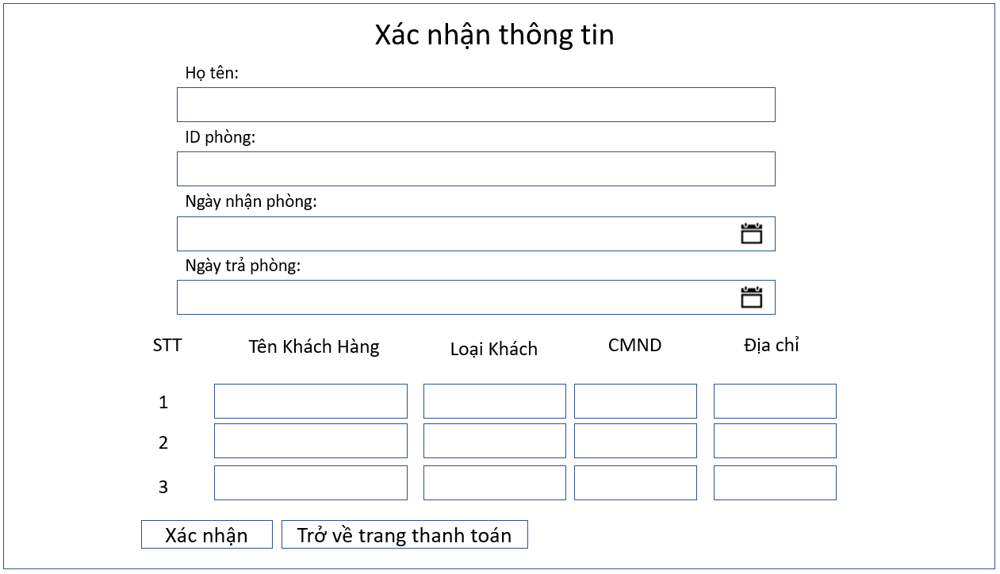 Xác nhận thông tin
Họ tên:
ID phòng:
Ngày nhận phòng:
Ngày trả phòng:
STT Tên Khách Hàng Loại Khách CMND Địa chỉ
1
2
3
Xác nhận Trở về trang thanh toán